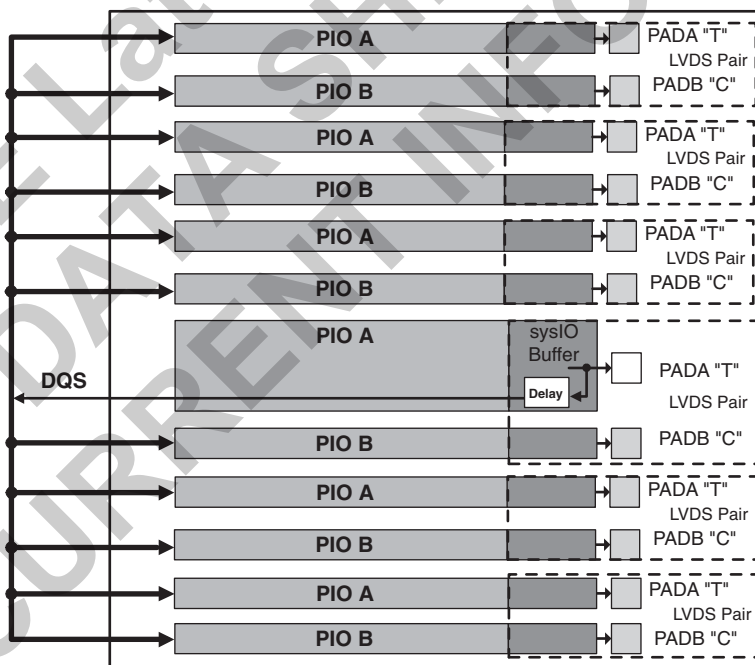 PIO A
PADA "T"
LVDS Pair
PIO B
PADB "C"
PIO A
PADA "T"
LVDS Pair
PIO B
PADB "C"
PIO A
PADA "T"
LVDS Pair
PIO B
PADB "C"
PIO A
sysIO
Buffer
PADA "T"
DQS
Delay
LVDS Pair
PIO B
PADB "C"
PIO A
PADA "T"
LVDS Pair
PIO B
PADB "C"
PIO A
PADA "T"
LVDS Pair
PIO B
PADB "C"